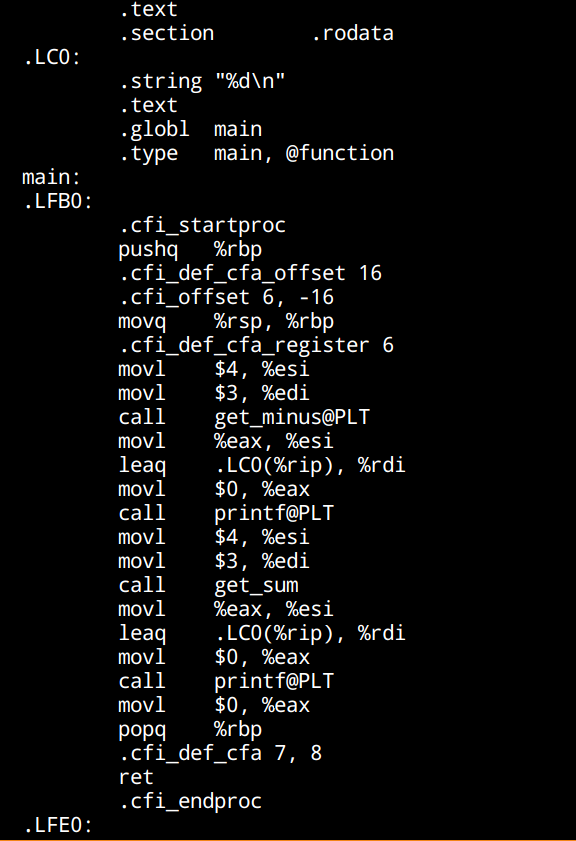 .text
.section .rodata
.LC0:
.string "%d\n"
.text
.globl main
.type main, @function
main:
.LFB0:
.cfi_startproc
pushq %rbp
.cfi_def_cfa_offset 16
.cfi_offset 6, -16
movq %rsp, %rbp
.cfi_def_cfa_register 6
movl $4, %esi
movl $3, %edi
call get_minus@PLT
movl %eax, %esi
leaq .LC0(%rip), %rdi
movl $0, %eax
call printf@PLT
movl $4, %esi
movl $3, %edi
call get_sum
movl %eax, %esi
leaq .LC0(%rip), %rdi
movl $0, %eax
call printf@PLT
movl $0, %eax
popq %rbp
.cfi_def_cfa 7, 8
ret
.cfi_endproc
.LFE0: